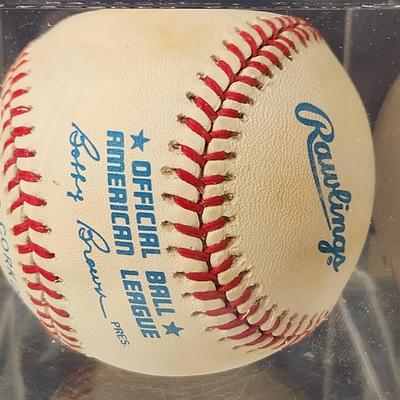 Rawlings
★ OFFICIAL BALL ★
AMERICAN LEAGUE
Bobby Brown PRES.